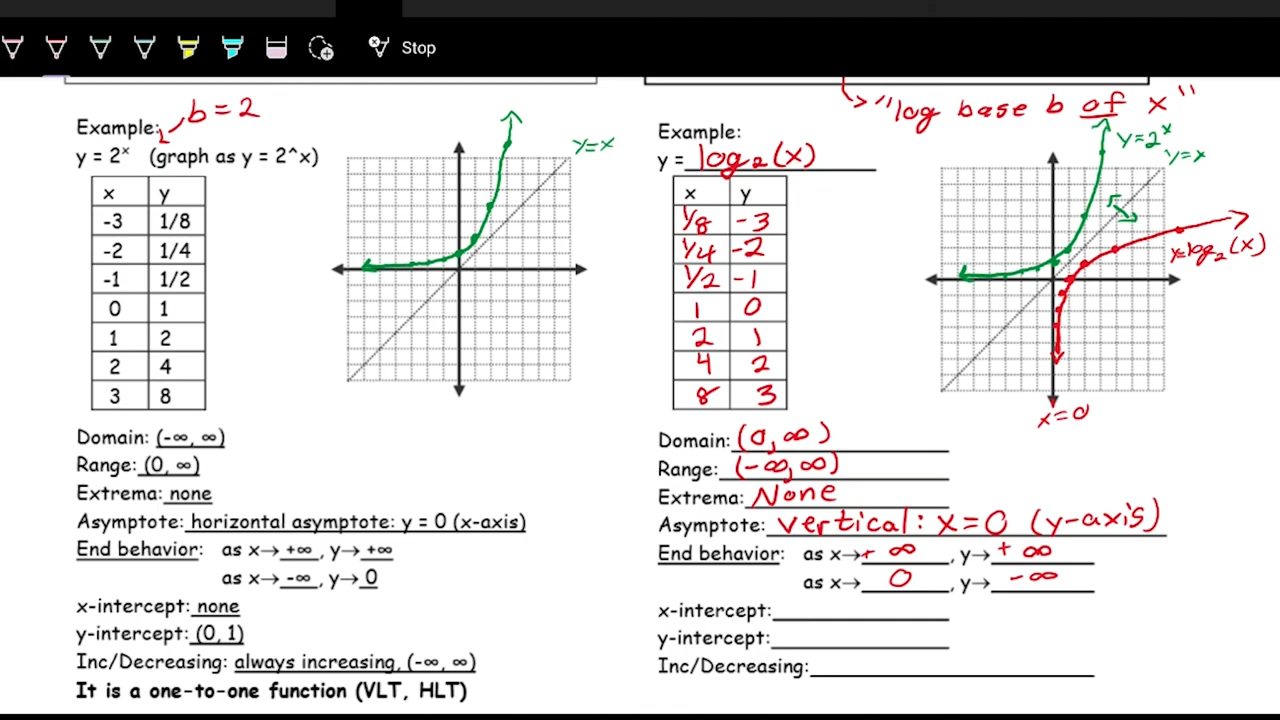 Stop
"log base b of x"
b = 2
Example:
y = 2ˣ (graph as y = 2^x)
x y
-3 1/8
-2 1/4
-1 1/2
0 1
1 2
2 4
3 8
y=x
Domain: (-∞, ∞)
Range: (0, ∞)
Extrema: none
Asymptote: horizontal asymptote: y = 0 (x-axis)
End behavior: as x→ +∞, y→ +∞
as x→ -∞, y→ 0
x-intercept: none
y-intercept: (0, 1)
Inc/Decreasing: always increasing, (-∞, ∞)
It is a one-to-one function (VLT, HLT)
Example:
y = log₂(x)
x y
1/8 -3
1/4 -2
1/2 -1
1 0
2 1
4 2
8 3
y=2ˣ
y=x
y=log₂(x)
x=0
Domain: (0, ∞)
Range: (-∞, ∞)
Extrema: None
Asymptote: vertical: x=0 (y-axis)
End behavior: as x→ + ∞, y→ + ∞
as x→ 0, y→ -∞
x-intercept:
y-intercept:
Inc/Decreasing: